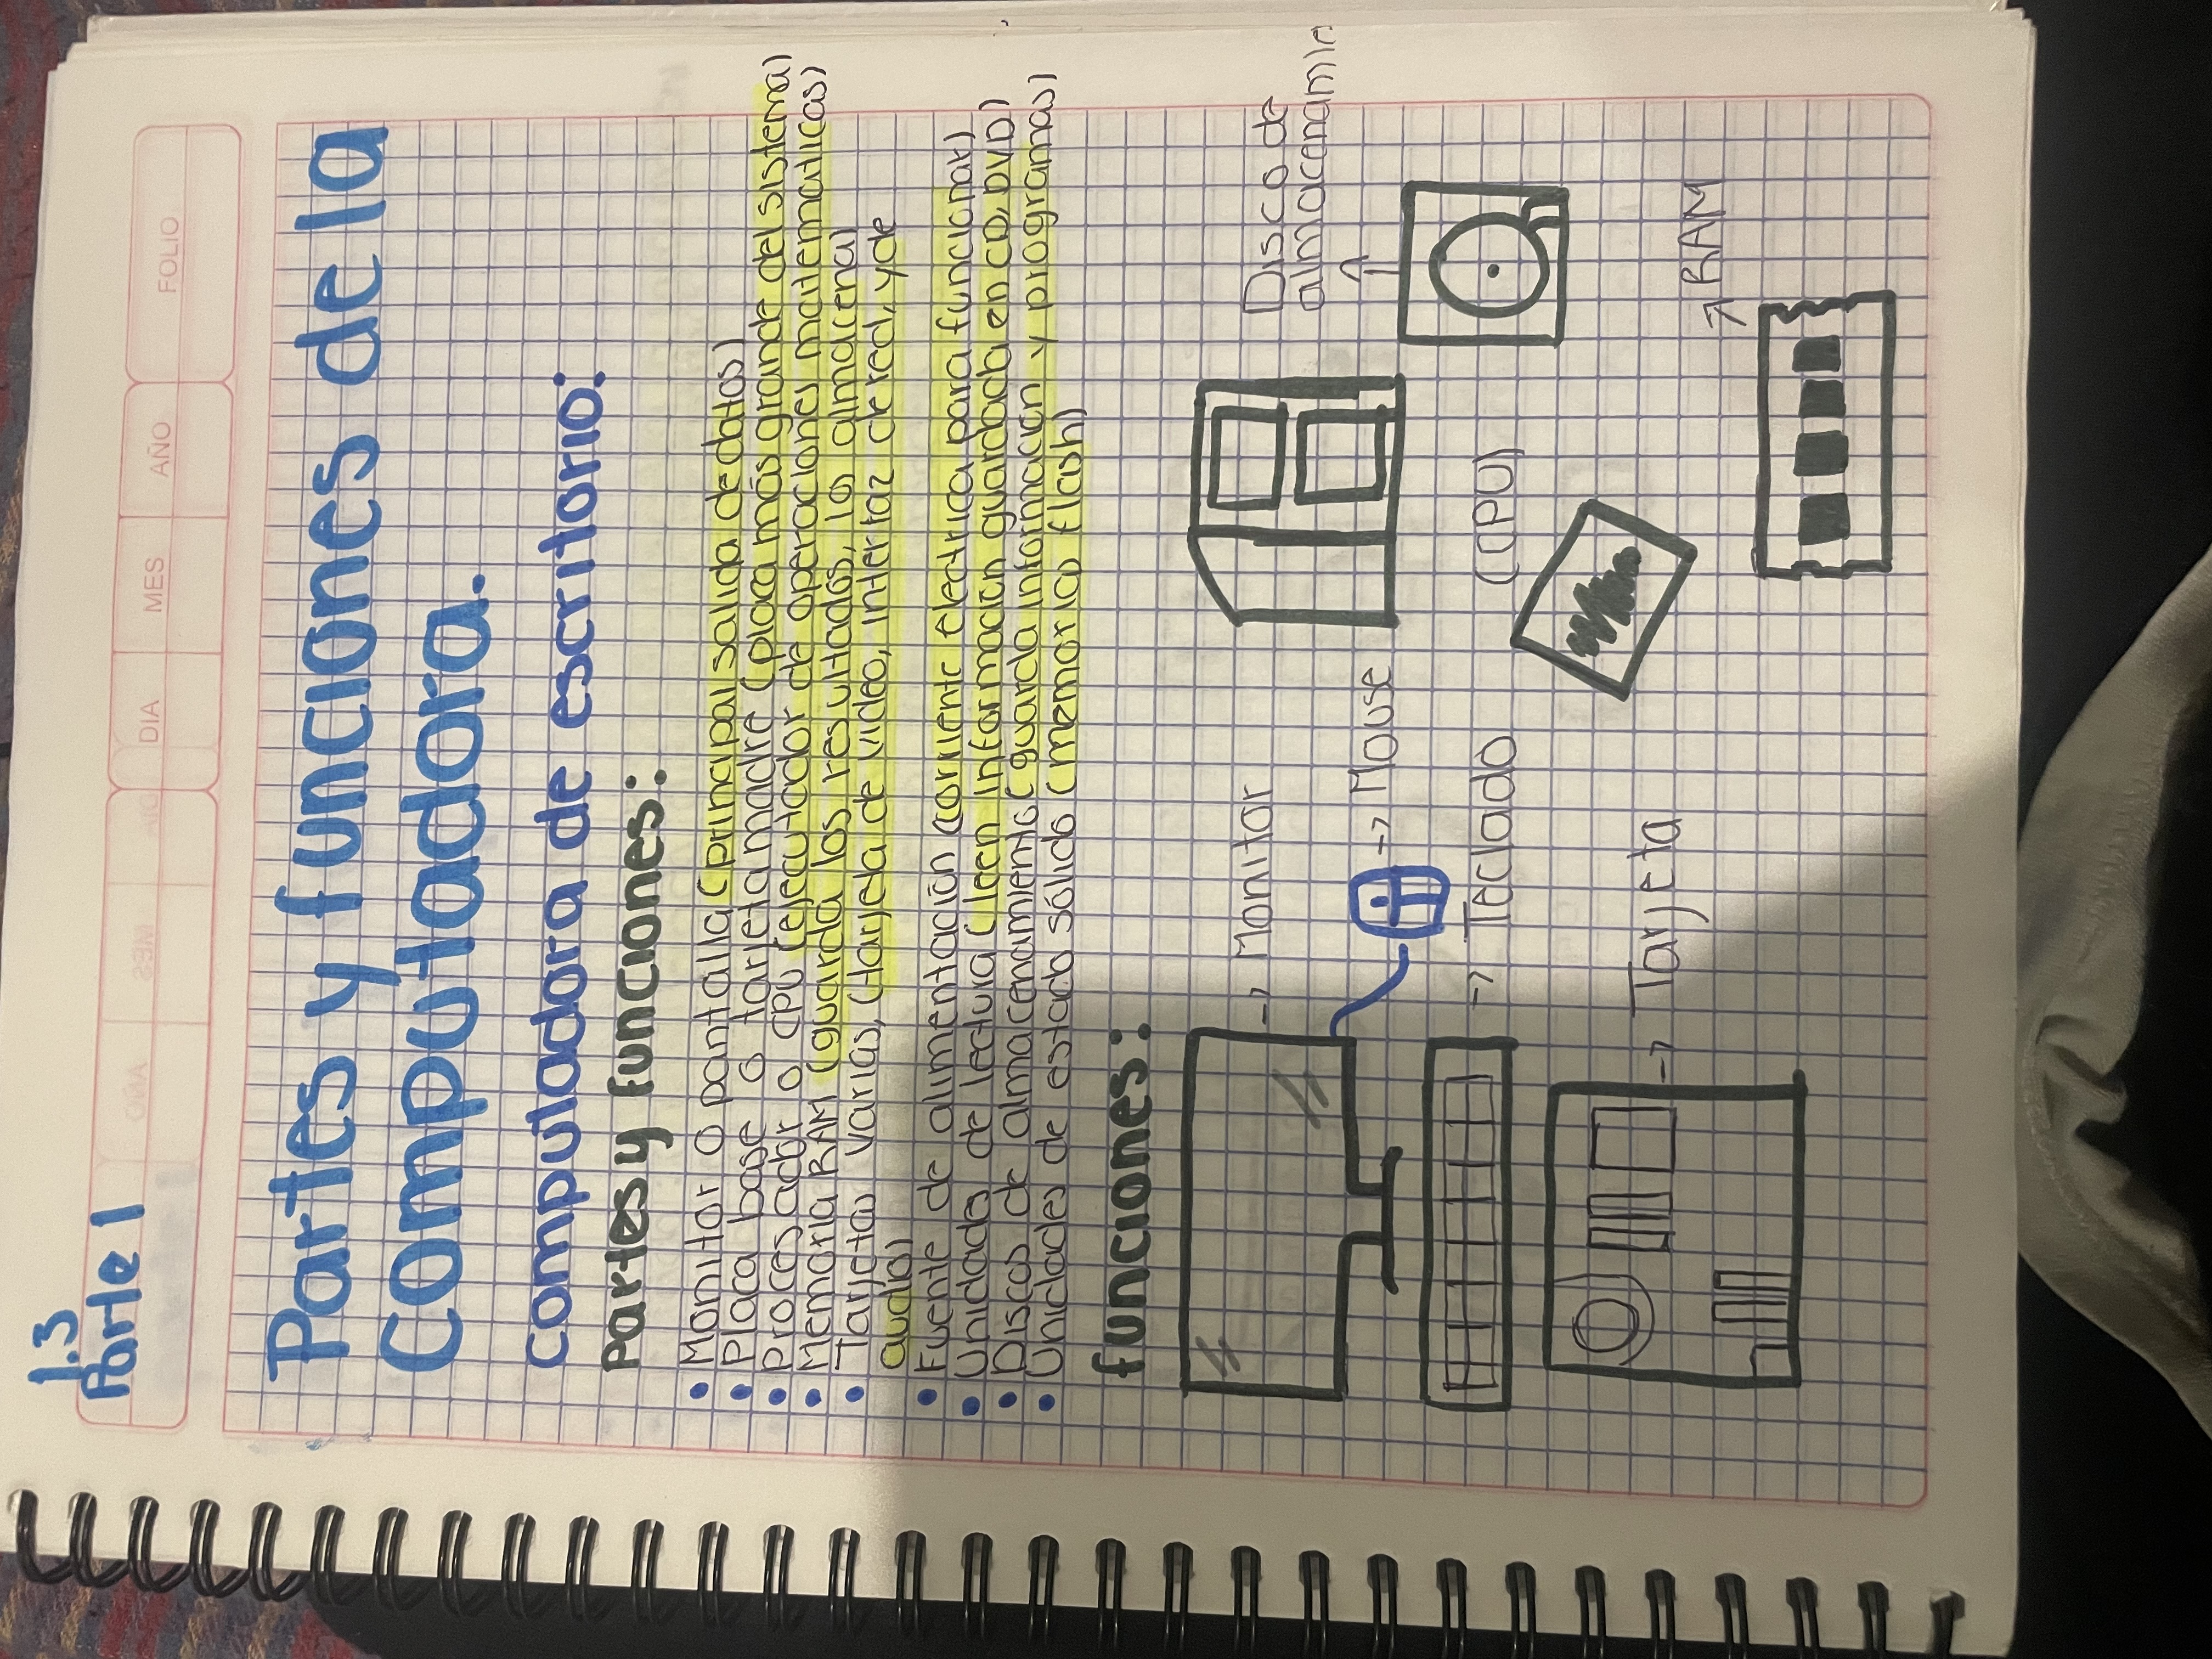 1.3
Parte 1
DIA MES AÑO FOLIO
Partes y funciones de la
computadora.
computadora de escritorio:
Partes y funciones:
• Monitor o pantalla (principal salida de datos)
• Placa base o tarjeta madre (placa más grande del sistema)
• Procesador o CPU (ejecutador de operaciones matematicas)
• Memoria RAM (guarda los resultados, los almacena)
• Tarjetas varias, (tarjeta de video, interfaz de red, y de
audio)
• Fuente de alimentación (corriente electrica para funcionar)
• Unidades de lectura (leen información guardada en CD, DVD)
• Discos de almacenamiento (guarda información y programas)
• Unidades de estado sólido (memorias flash)
funciones:
-> Monitor
Disco de
almacenamie
-> Mouse
-> Teclado
(CPU)
-> Tarjeta
RAM